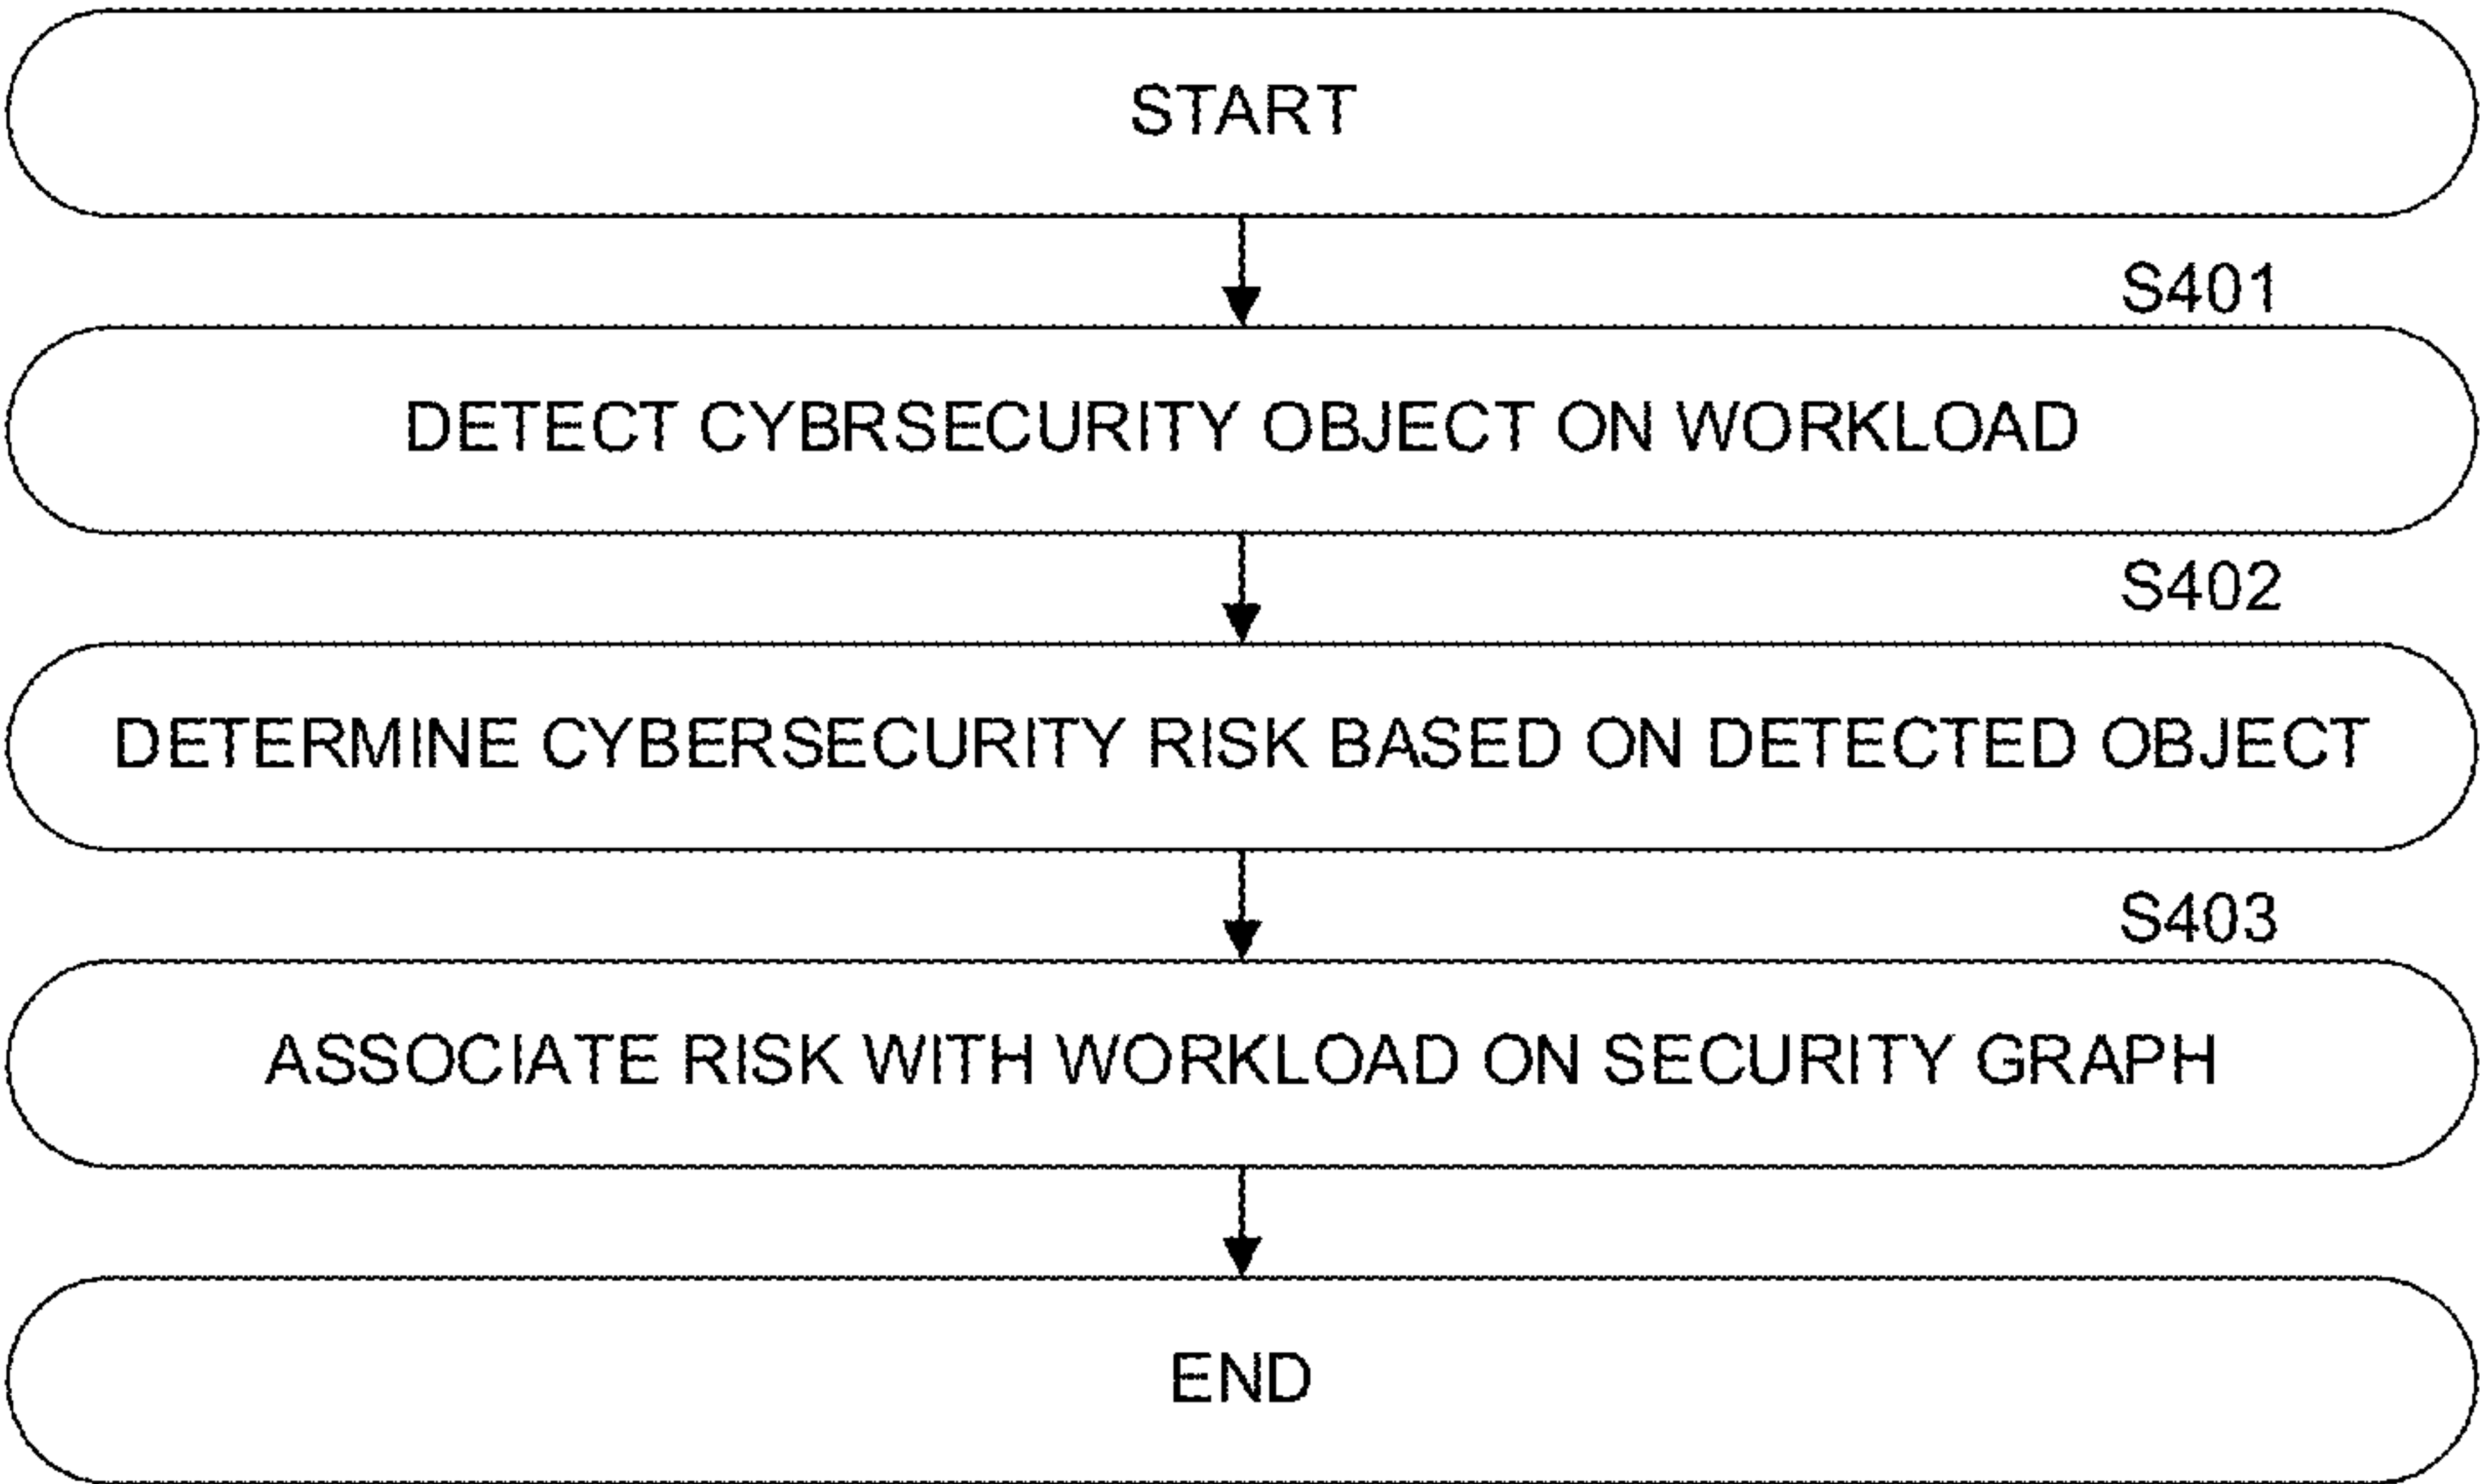 START
S401
DETECT CYBRSECURITY OBJECT ON WORKLOAD
S402
DETERMINE CYBERSECURITY RISK BASED ON DETECTED OBJECT
S403
ASSOCIATE RISK WITH WORKLOAD ON SECURITY GRAPH
END